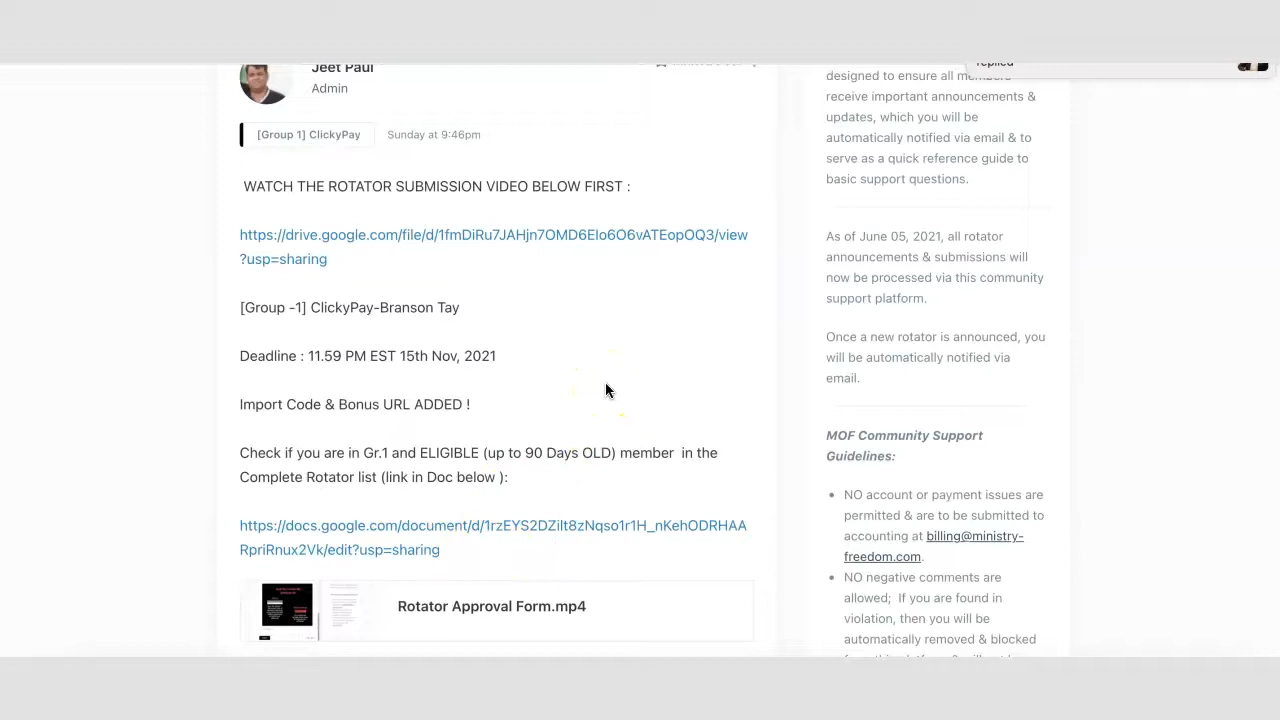 Jeet Paul
Admin
[Group 1] ClickyPay
Sunday at 9:46pm
WATCH THE ROTATOR SUBMISSION VIDEO BELOW FIRST :
https://drive.google.com/file/d/1fmDiRu7JAHjn7OMD6EIo6O6vATEopOQ3/view
?usp=sharing
[Group -1] ClickyPay-Branson Tay
Deadline : 11.59 PM EST 15th Nov, 2021
Import Code & Bonus URL ADDED !
Check if you are in Gr.1 and ELIGIBLE (up to 90 Days OLD) member in the
Complete Rotator list (link in Doc below ):
https://docs.google.com/document/d/1rzEYS2DZilt8zNqso1r1H_nKehODRHAA
RpriRnux2Vk/edit?usp=sharing
Rotator Approval Form.mp4
replied
designed to ensure all members
receive important announcements &
updates, which you will be
automatically notified via email & to
serve as a quick reference guide to
basic support questions.
As of June 05, 2021, all rotator
announcements & submissions will
now be processed via this community
support platform.
Once a new rotator is announced, you
will be automatically notified via
email.
MOF Community Support
Guidelines:
NO account or payment issues are
permitted & are to be submitted to
accounting at billing@ministry-
freedom.com.
NO negative comments are
allowed; If you are found in
violaton, then you will be
automatically removed & blocked